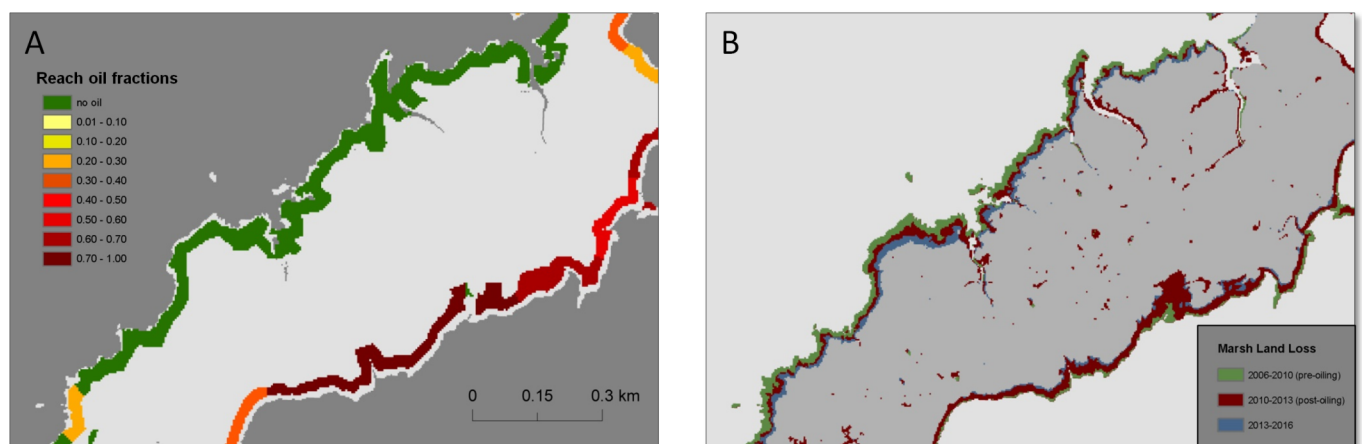 A
Reach oil fractions
no oil
0.01 - 0.10
0.10 - 0.20
0.20 - 0.30
0.30 - 0.40
0.40 - 0.50
0.50 - 0.60
0.60 - 0.70
0.70 - 1.00
0 0.15 0.3 km
B
Marsh Land Loss
2006-2010 (pre-oiling)
2010-2013 (post-oiling)
2013-2016